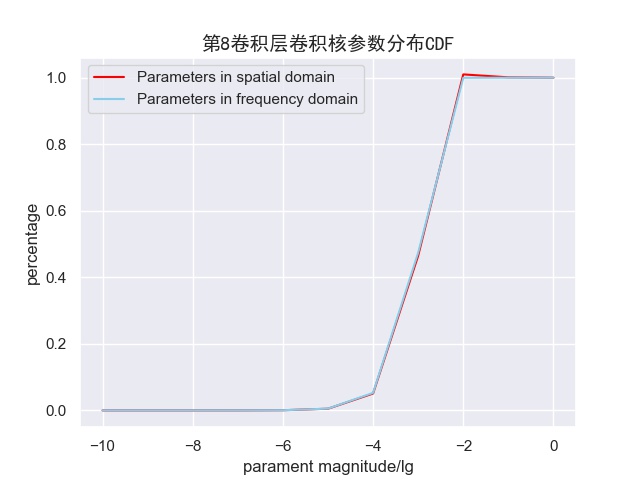 第8卷积层卷积核参数分布CDF
Parameters in spatial domain
Parameters in frequency domain
percentage
1.0
0.8
0.6
0.4
0.2
0.0
−10
−8
−6
−4
−2
0
parament magnitude/lg